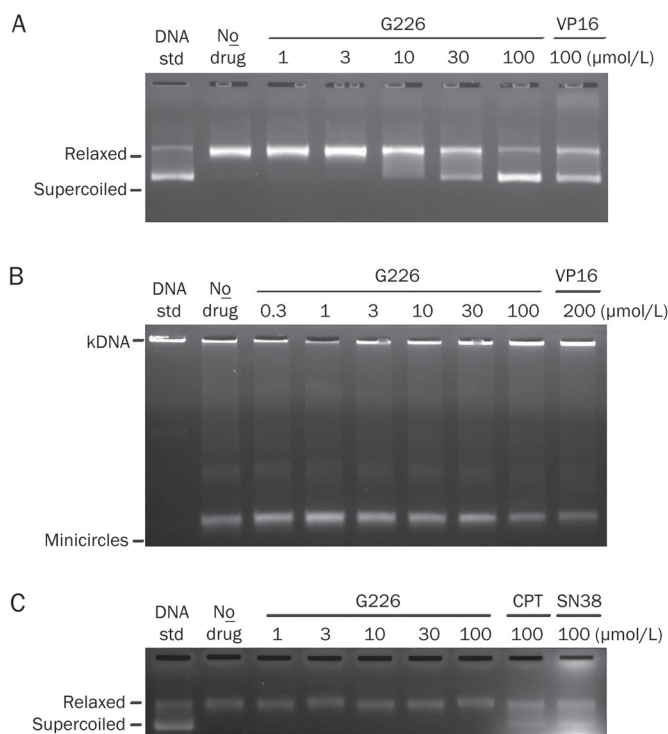 A
G226
VP16
DNA
std
No
drug
1 3 10 30 100 100 (μmol/L)
Relaxed
Supercoiled
B
G226
VP16
DNA
std
No
drug
0.3 1 3 10 30 100 200 (μmol/L)
kDNA
Minicircles
C
G226
CPT
SN38
DNA
std
No
drug
1 3 10 30 100 100 100 (μmol/L)
Relaxed
Supercoiled